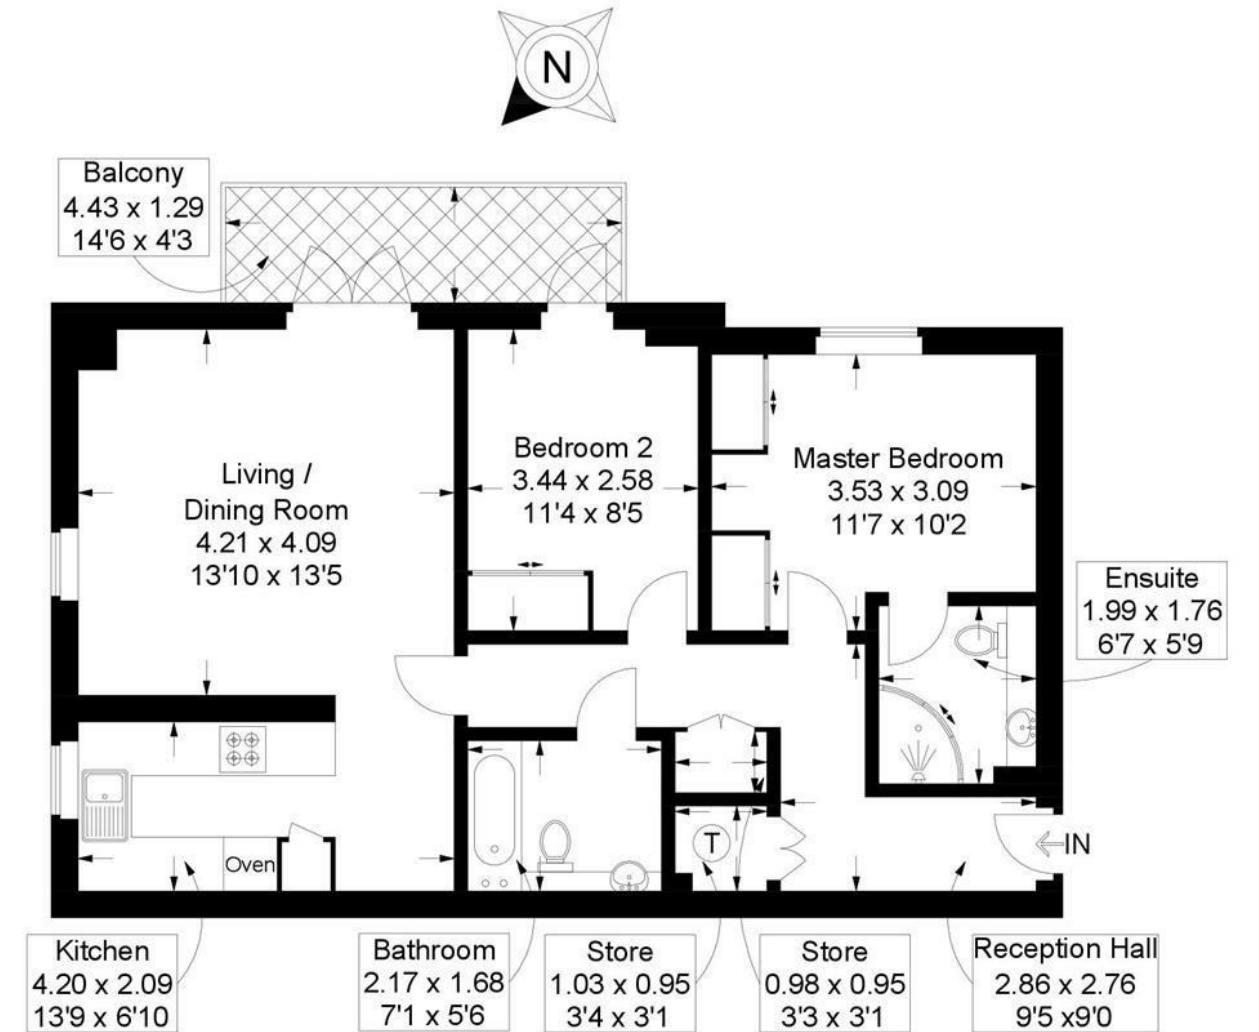 N
Balcony
4.43 x 1.29
14'6 x 4'3
Living /
Dining Room
4.21 x 4.09
13'10 x 13'5
Bedroom 2
3.44 x 2.58
11'4 x 8'5
Master Bedroom
3.53 x 3.09
11'7 x 10'2
Ensuite
1.99 x 1.76
6'7 x 5'9
Oven
T
IN
Kitchen
4.20 x 2.09
13'9 x 6'10
Bathroom
2.17 x 1.68
7'1 x 5'6
Store
1.03 x 0.95
3'4 x 3'1
Store
0.98 x 0.95
3'3 x 3'1
Reception Hall
2.86 x 2.76
9'5 x9'0